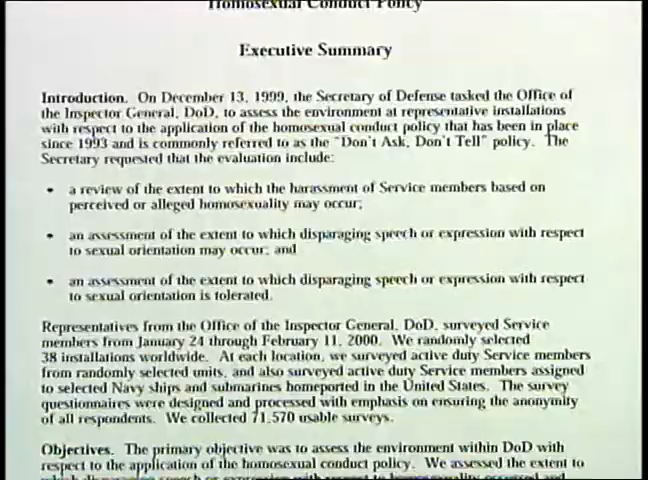 Homosexual Conduct Policy
Executive Summary
Introduction. On December 13, 1999, the Secretary of Defense tasked the Office of
the Inspector General, DoD, to assess the environment at representative installations
with respect to the application of the homosexual conduct policy that has been in place
since 1993 and is commonly referred to as the "Don't Ask, Don't Tell" policy. The
Secretary requested that the evaluation include:
• a review of the extent to which the harassment of Service members based on
perceived or alleged homosexuality may occur;
• an assessment of the extent to which disparaging speech or expression with respect
to sexual orientation may occur; and
• an assessment of the extent to which disparaging speech or expression with respect
to sexual orientation is tolerated.
Representatives from the Office of the Inspector General, DoD, surveyed Service
members from January 24 through February 11, 2000. We randomly selected
38 installations worldwide. At each location, we surveyed active duty Service members
from randomly selected units, and also surveyed active duty Service members assigned
to selected Navy ships and submarines homeported in the United States. The survey
questionnaires were designed and processed with emphasis on ensuring the anonymity
of all respondents. We collected 71,570 usable surveys.
Objectives. The primary objective was to assess the environment within DoD with
respect to the application of the homosexual conduct policy. We assessed the extent to